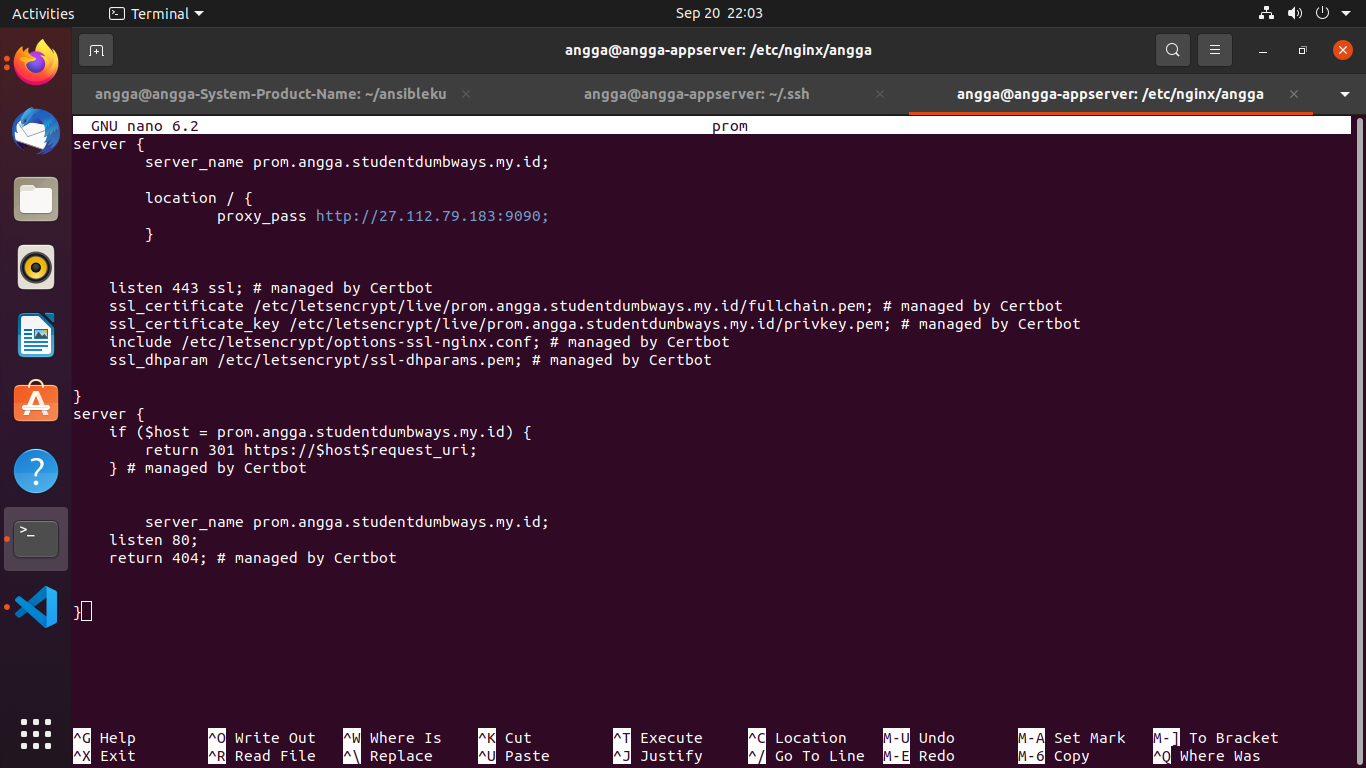 Activities
Terminal
Sep 20 22:03
angga@angga-appserver: /etc/nginx/angga
angga@angga-System-Product-Name: ~/ansibleku
angga@angga-appserver: ~/.ssh
angga@angga-appserver: /etc/nginx/angga
GNU nano 6.2 prom
server {
        server_name prom.angga.studentdumbways.my.id;
        location / {
                proxy_pass http://27.112.79.183:9090;
        }
    listen 443 ssl; # managed by Certbot
    ssl_certificate /etc/letsencrypt/live/prom.angga.studentdumbways.my.id/fullchain.pem; # managed by Certbot
    ssl_certificate_key /etc/letsencrypt/live/prom.angga.studentdumbways.my.id/privkey.pem; # managed by Certbot
    include /etc/letsencrypt/options-ssl-nginx.conf; # managed by Certbot
    ssl_dhparam /etc/letsencrypt/ssl-dhparams.pem; # managed by Certbot
}
server {
    if ($host = prom.angga.studentdumbways.my.id) {
        return 301 https://$host$request_uri;
    } # managed by Certbot
        server_name prom.angga.studentdumbways.my.id;
    listen 80;
    return 404; # managed by Certbot
}
^G Help ^O Write Out ^W Where Is ^K Cut ^T Execute ^C Location M-U Undo M-A Set Mark M-] To Bracket
^X Exit ^R Read File ^\ Replace ^U Paste ^J Justify ^/ Go To Line M-E Redo M-6 Copy ^Q Where Was